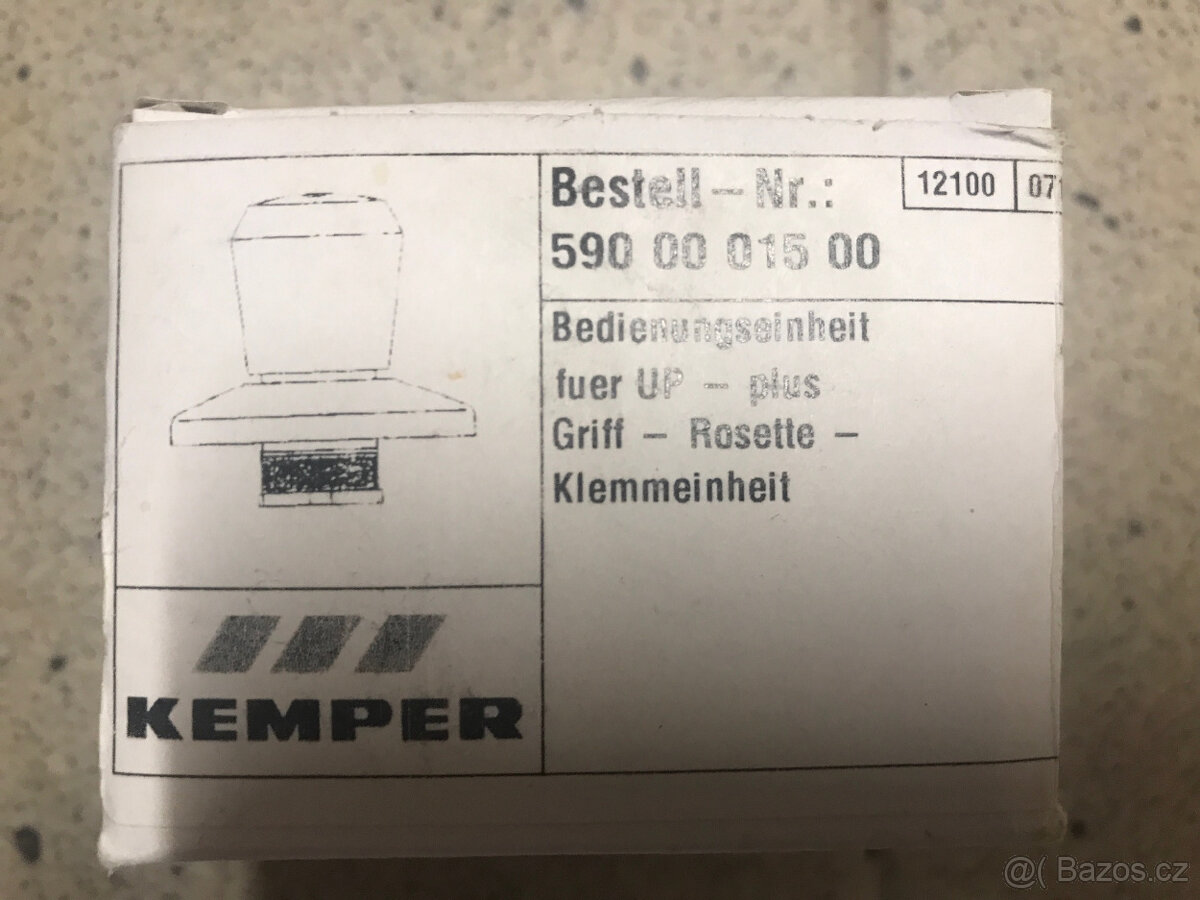 Bestell-Nr.:
12100
590 00 015 00
Bedienungseinheit
fuer UP - plus
Griff - Rosette -
Klemmeinheit
KEMPER
@( Bazos.cz